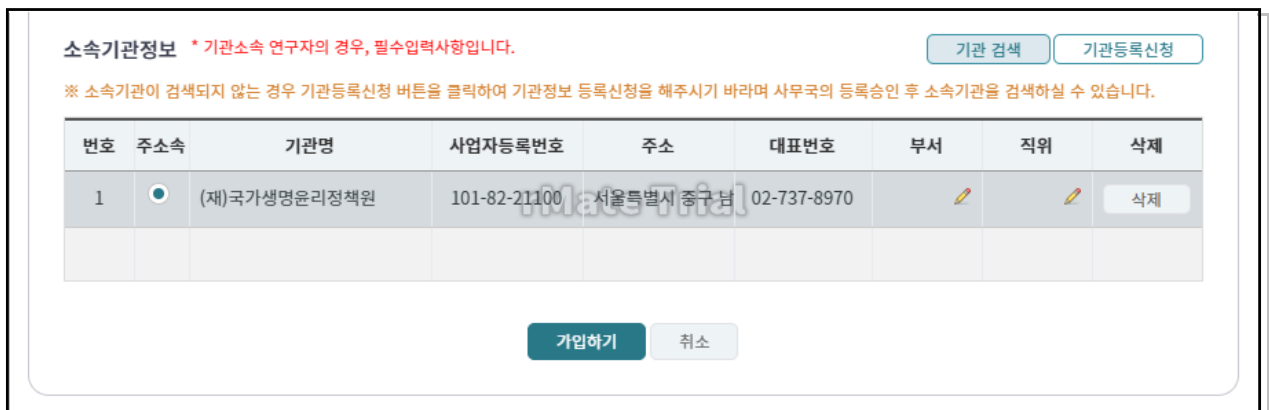 소속기관정보 * 기관소속 연구자의 경우, 필수입력사항입니다. 기관 검색 기관등록신청
※ 소속기관이 검색되지 않는 경우 기관등록신청 버튼을 클릭하여 기관정보 등록신청을 해주시기 바라며 사무국의 등록승인 후 소속기관을 검색하실 수 있습니다.
번호 주소속 기관명 사업자등록번호 주소 대표번호 부서 직위 삭제
1 (재)국가생명윤리정책원 101-82-21100 서울특별시 중구 남 02-737-8970 삭제
rMate Trial
가입하기 취소